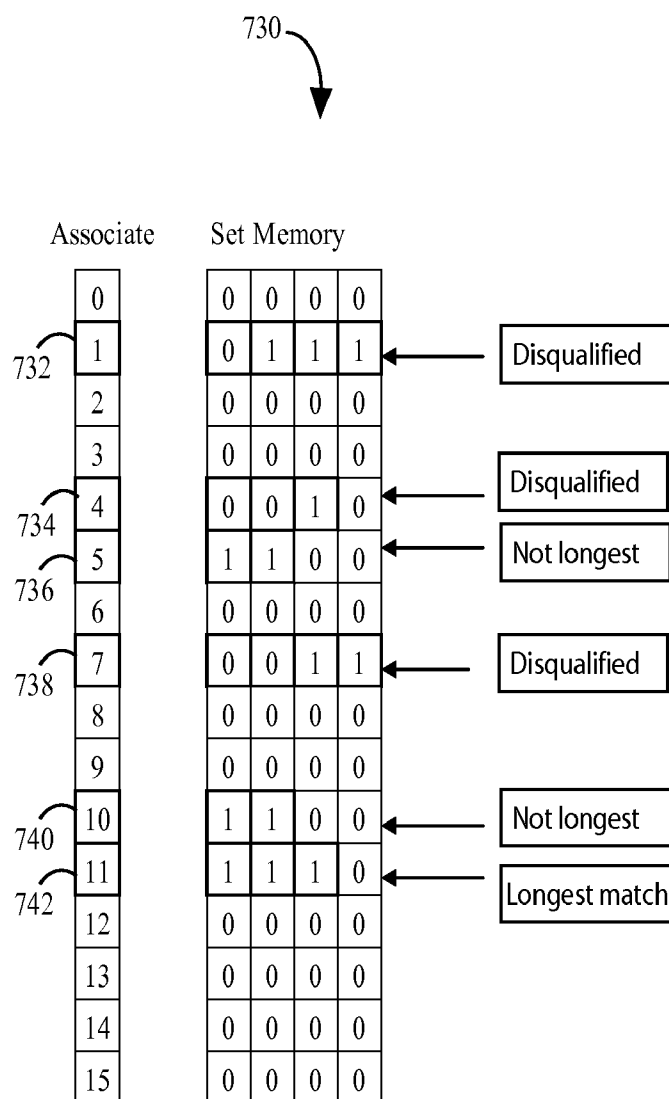 730
Associate Set Memory
0 0 0 0 0
732 1 0 1 1 1 Disqualified
2 0 0 0 0
3 0 0 0 0
734 4 0 0 1 0 Disqualified
736 5 1 1 0 0 Not longest
6 0 0 0 0
738 7 0 0 1 1 Disqualified
8 0 0 0 0
9 0 0 0 0
740 10 1 1 0 0 Not longest
742 11 1 1 1 0 Longest match
12 0 0 0 0
13 0 0 0 0
14 0 0 0 0
15 0 0 0 0